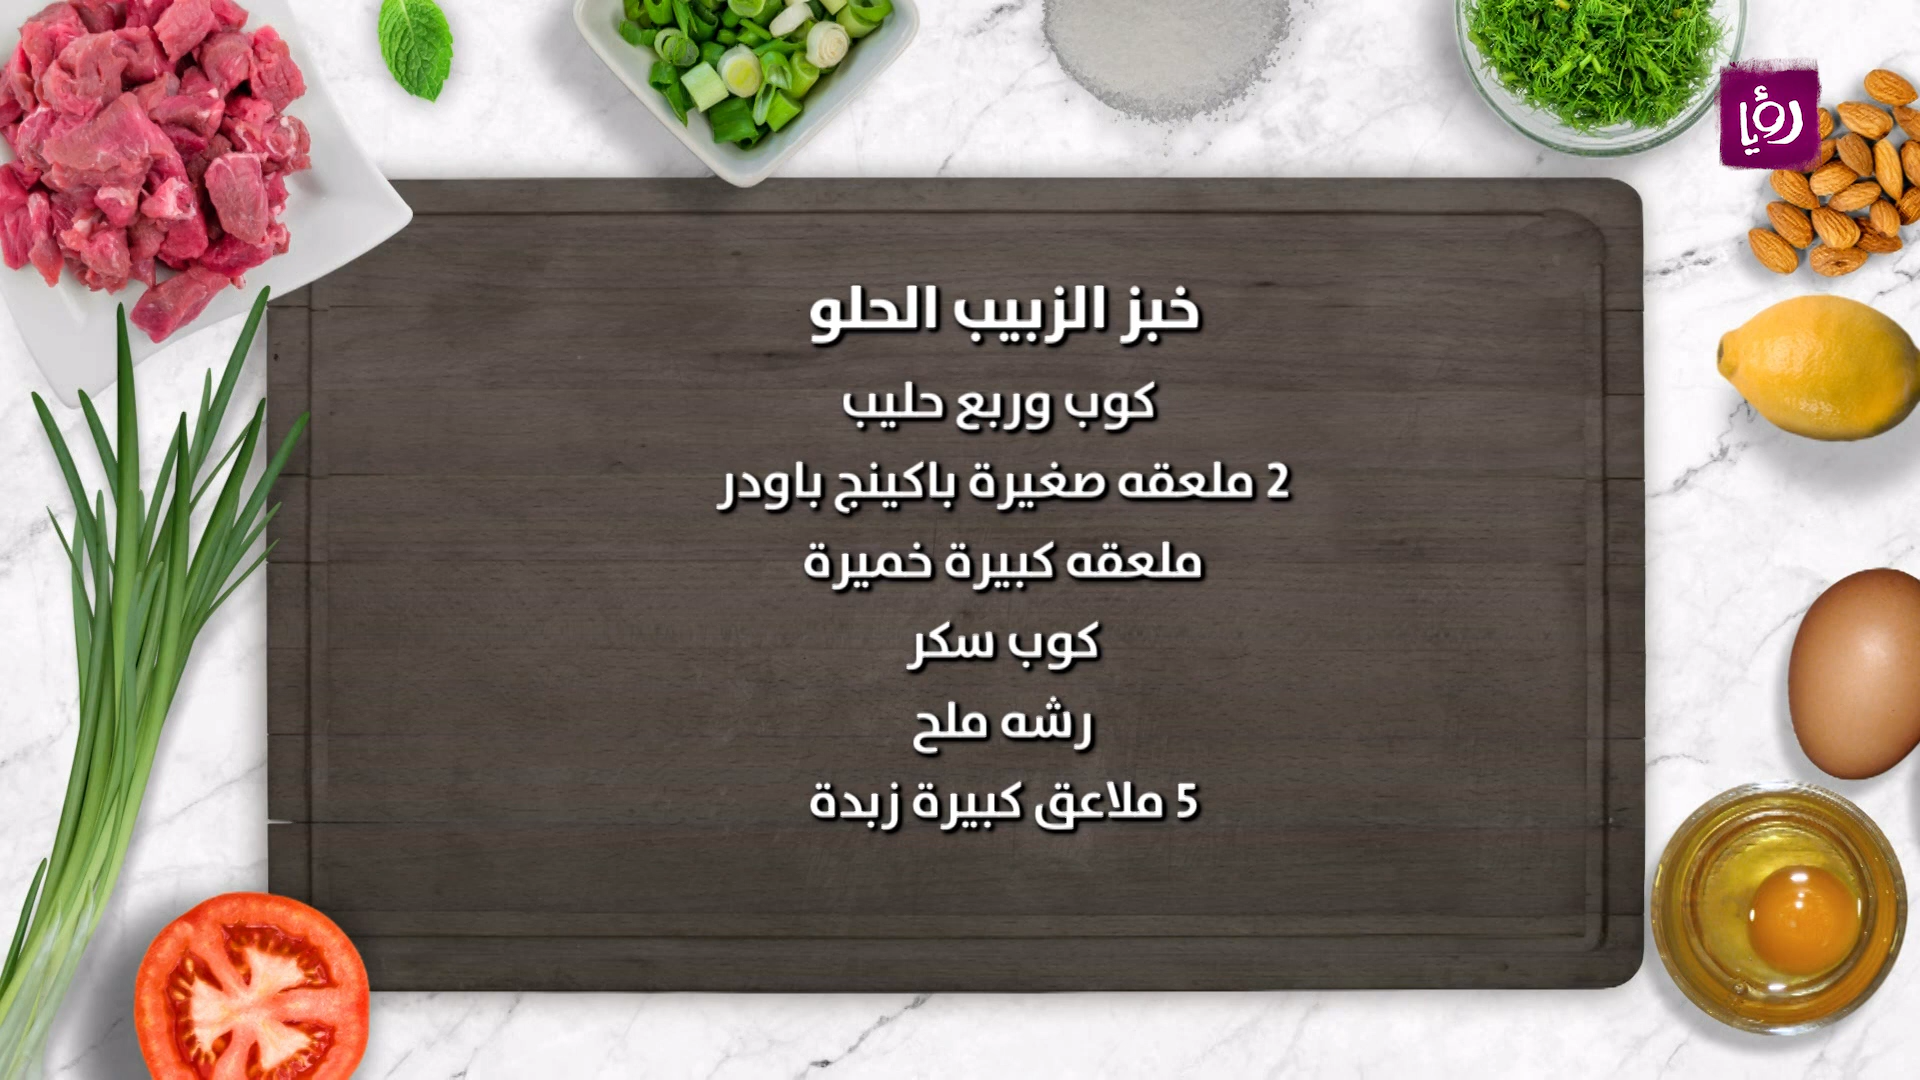 رؤيا
خبز الزبيب الحلو
كوب وربع حليب
2 ملعقه صغيرة باكينج باودر
ملعقه كبيرة خميرة
كوب سكر
رشه ملح
5 ملاعق كبيرة زبدة